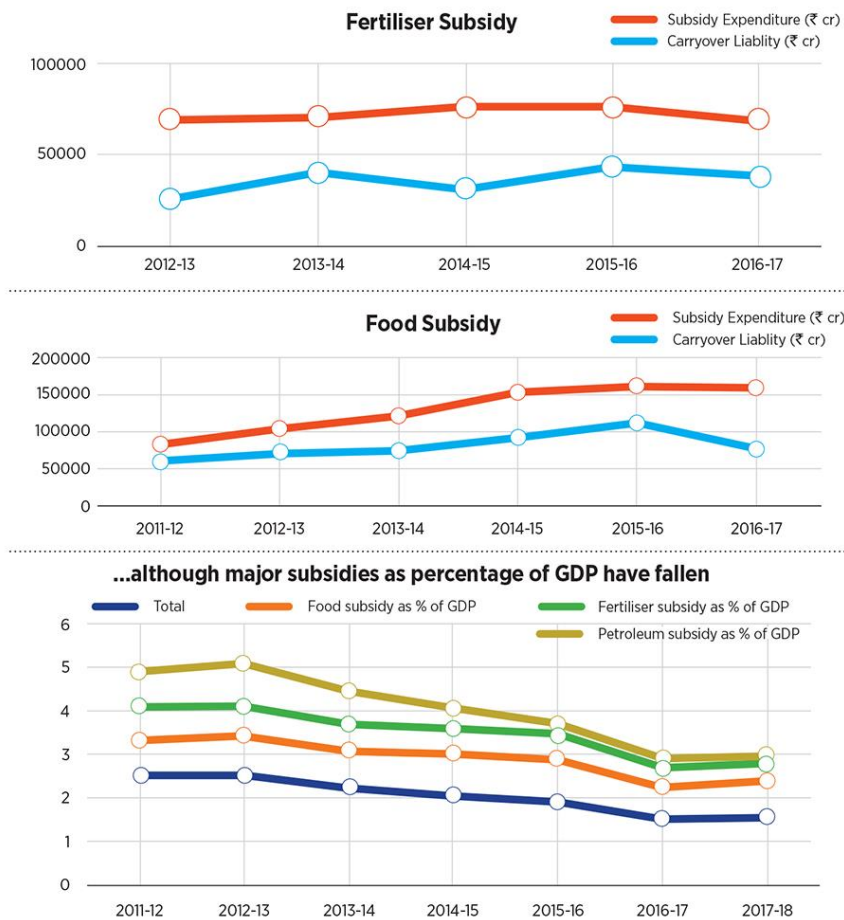 Fertiliser Subsidy
Subsidy Expenditure (₹ cr)
Carryover Liablity (₹ cr)
100000
50000
0
2012-13 2013-14 2014-15 2015-16 2016-17
Food Subsidy
Subsidy Expenditure (₹ cr)
Carryover Liablity (₹ cr)
200000
150000
100000
50000
0
2011-12 2012-13 2013-14 2014-15 2015-16 2016-17
...although major subsidies as percentage of GDP have fallen
Total Food subsidy as % of GDP Fertiliser subsidy as % of GDP
Petroleum subsidy as % of GDP
6
5
4
3
2
1
0
2011-12 2012-13 2013-14 2014-15 2015-16 2016-17 2017-18